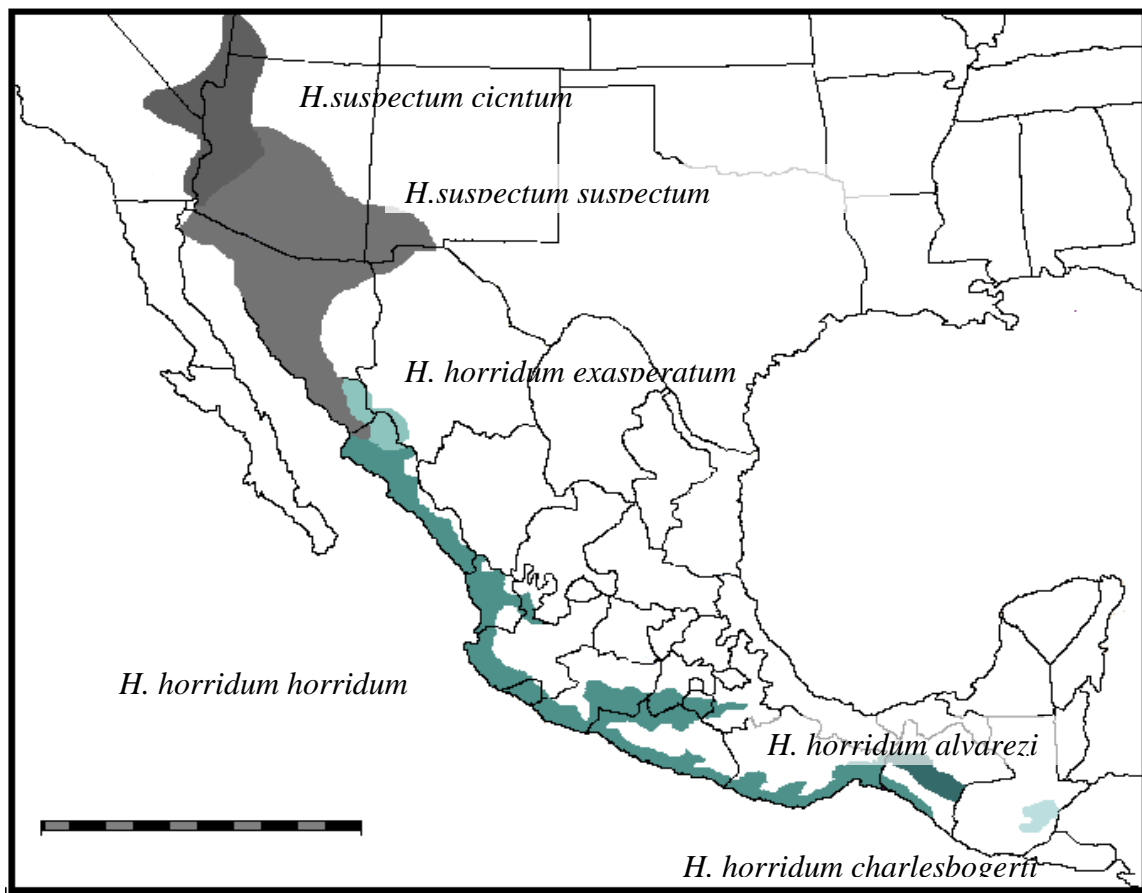 H.suspectum cicntum
H.suspectum suspectum
H. horridum exasperatum
H. horridum horridum
H. horridum alvarezi
H. horridum charlesbogerti